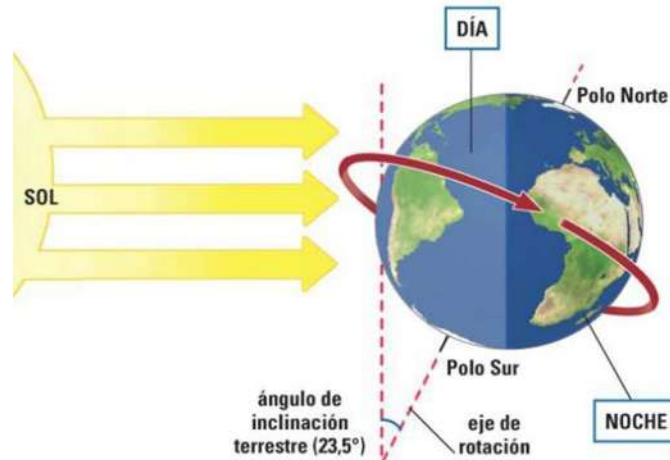 DÍA
Polo Norte
SOL
Polo Sur
ángulo de
inclinación
terrestre (23,5°)
eje de
rotación
NOCHE